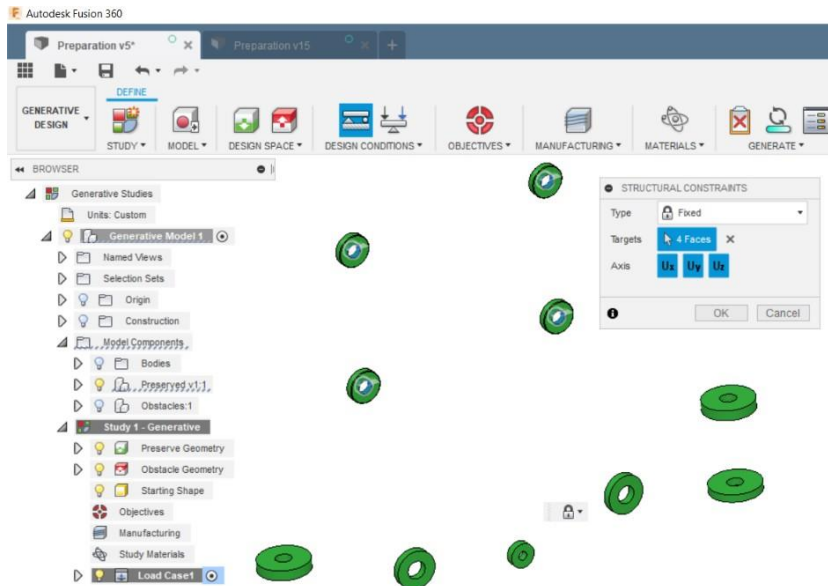 Autodesk Fusion 360
Preparation v5*
Preparation v15
DEFINE
GENERATIVE
DESIGN
STUDY
MODEL
DESIGN SPACE
DESIGN CONDITIONS
OBJECTIVES
MANUFACTURING
MATERIALS
GENERATE
BROWSER
Generative Studies
Units: Custom
Generative Model 1
Named Views
Selection Sets
Origin
Construction
Model Components
Bodies
Preserved v1:1
Obstacles:1
Study 1 - Generative
Preserve Geometry
Obstacle Geometry
Starting Shape
Objectives
Manufacturing
Study Materials
Load Case1
STRUCTURAL CONSTRAINTS
Type Fixed
Targets 4 Faces
Axis Ux Uy Uz
OK Cancel